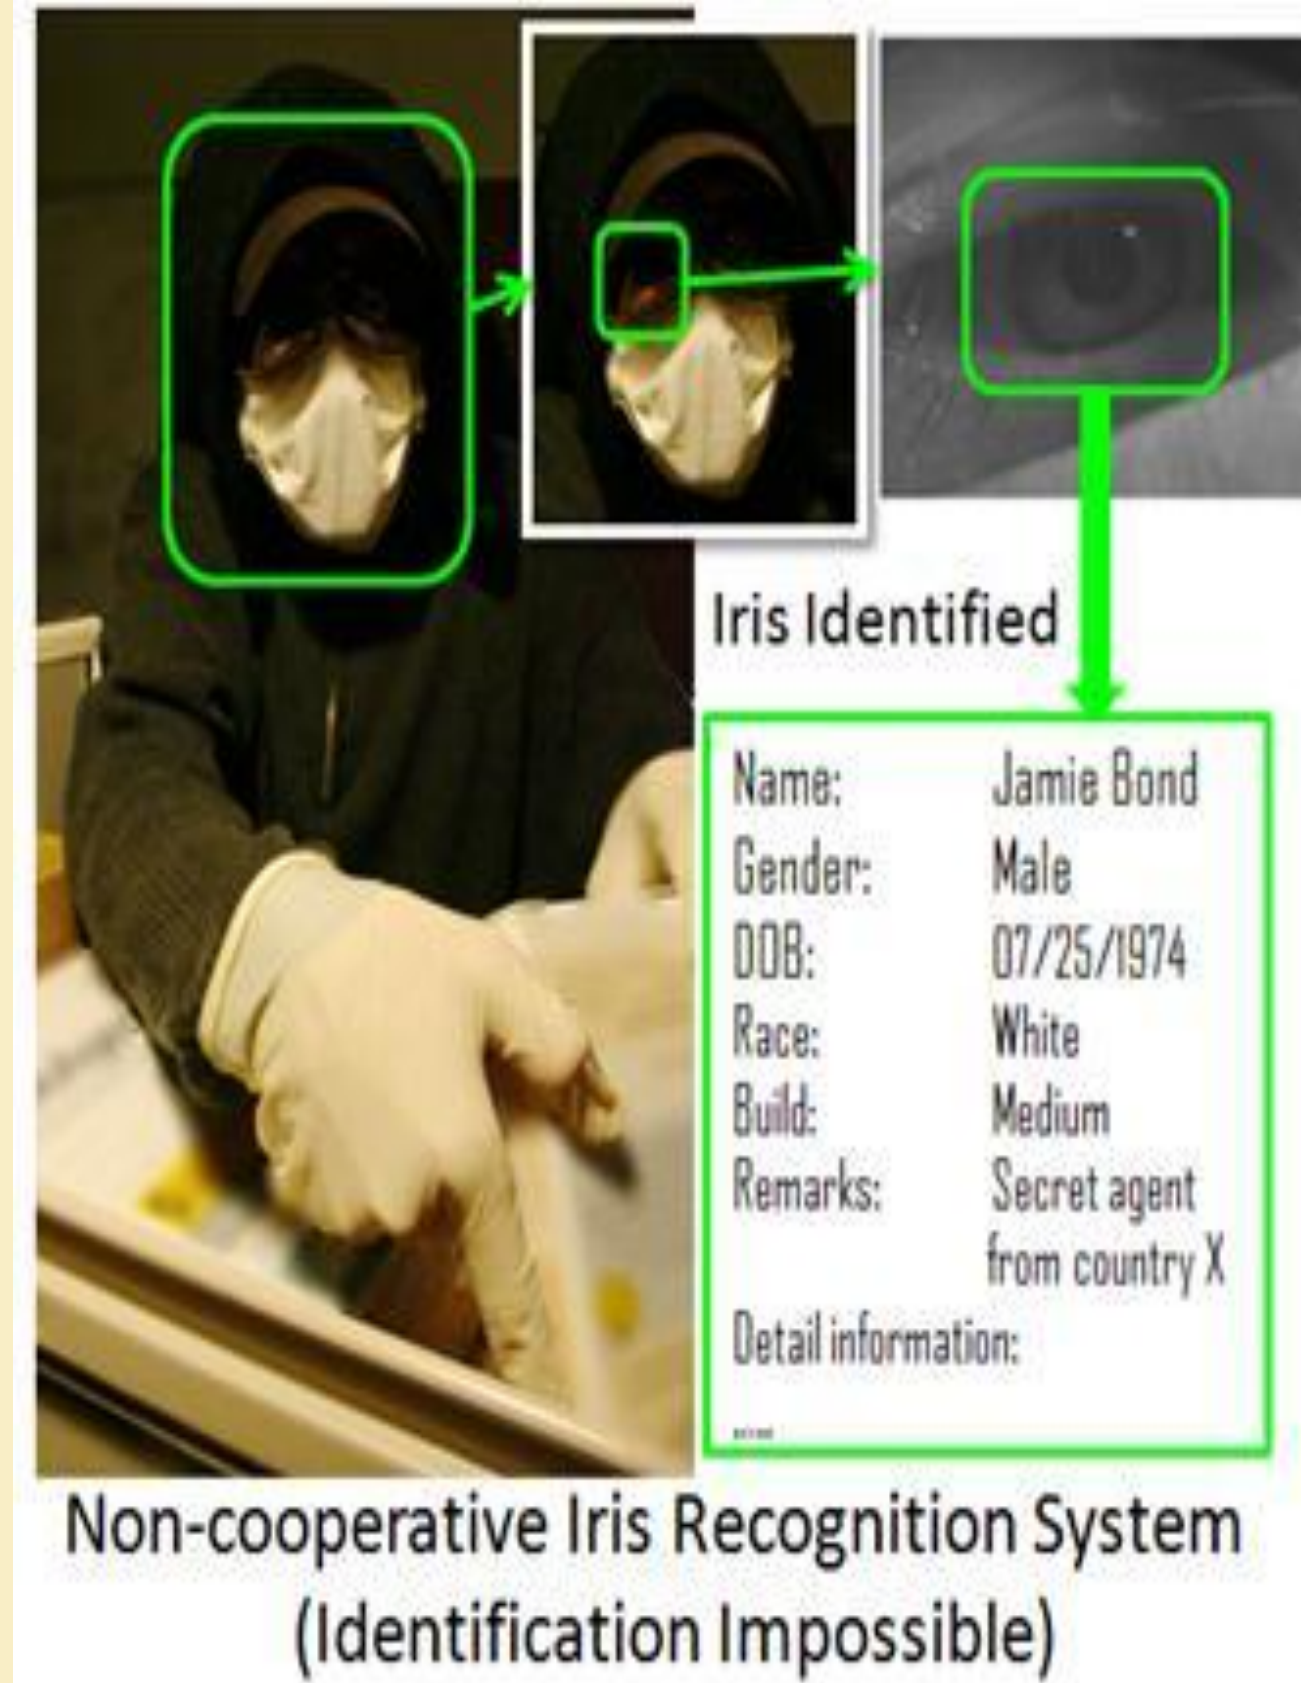 Iris Identified
Name: Jamie Bond
Gender: Male
DOB: 07/25/1974
Race: White
Build: Medium
Remarks: Secret agent
from country X
Detail information:
....
Non-cooperative Iris Recognition System
(Identification Impossible)